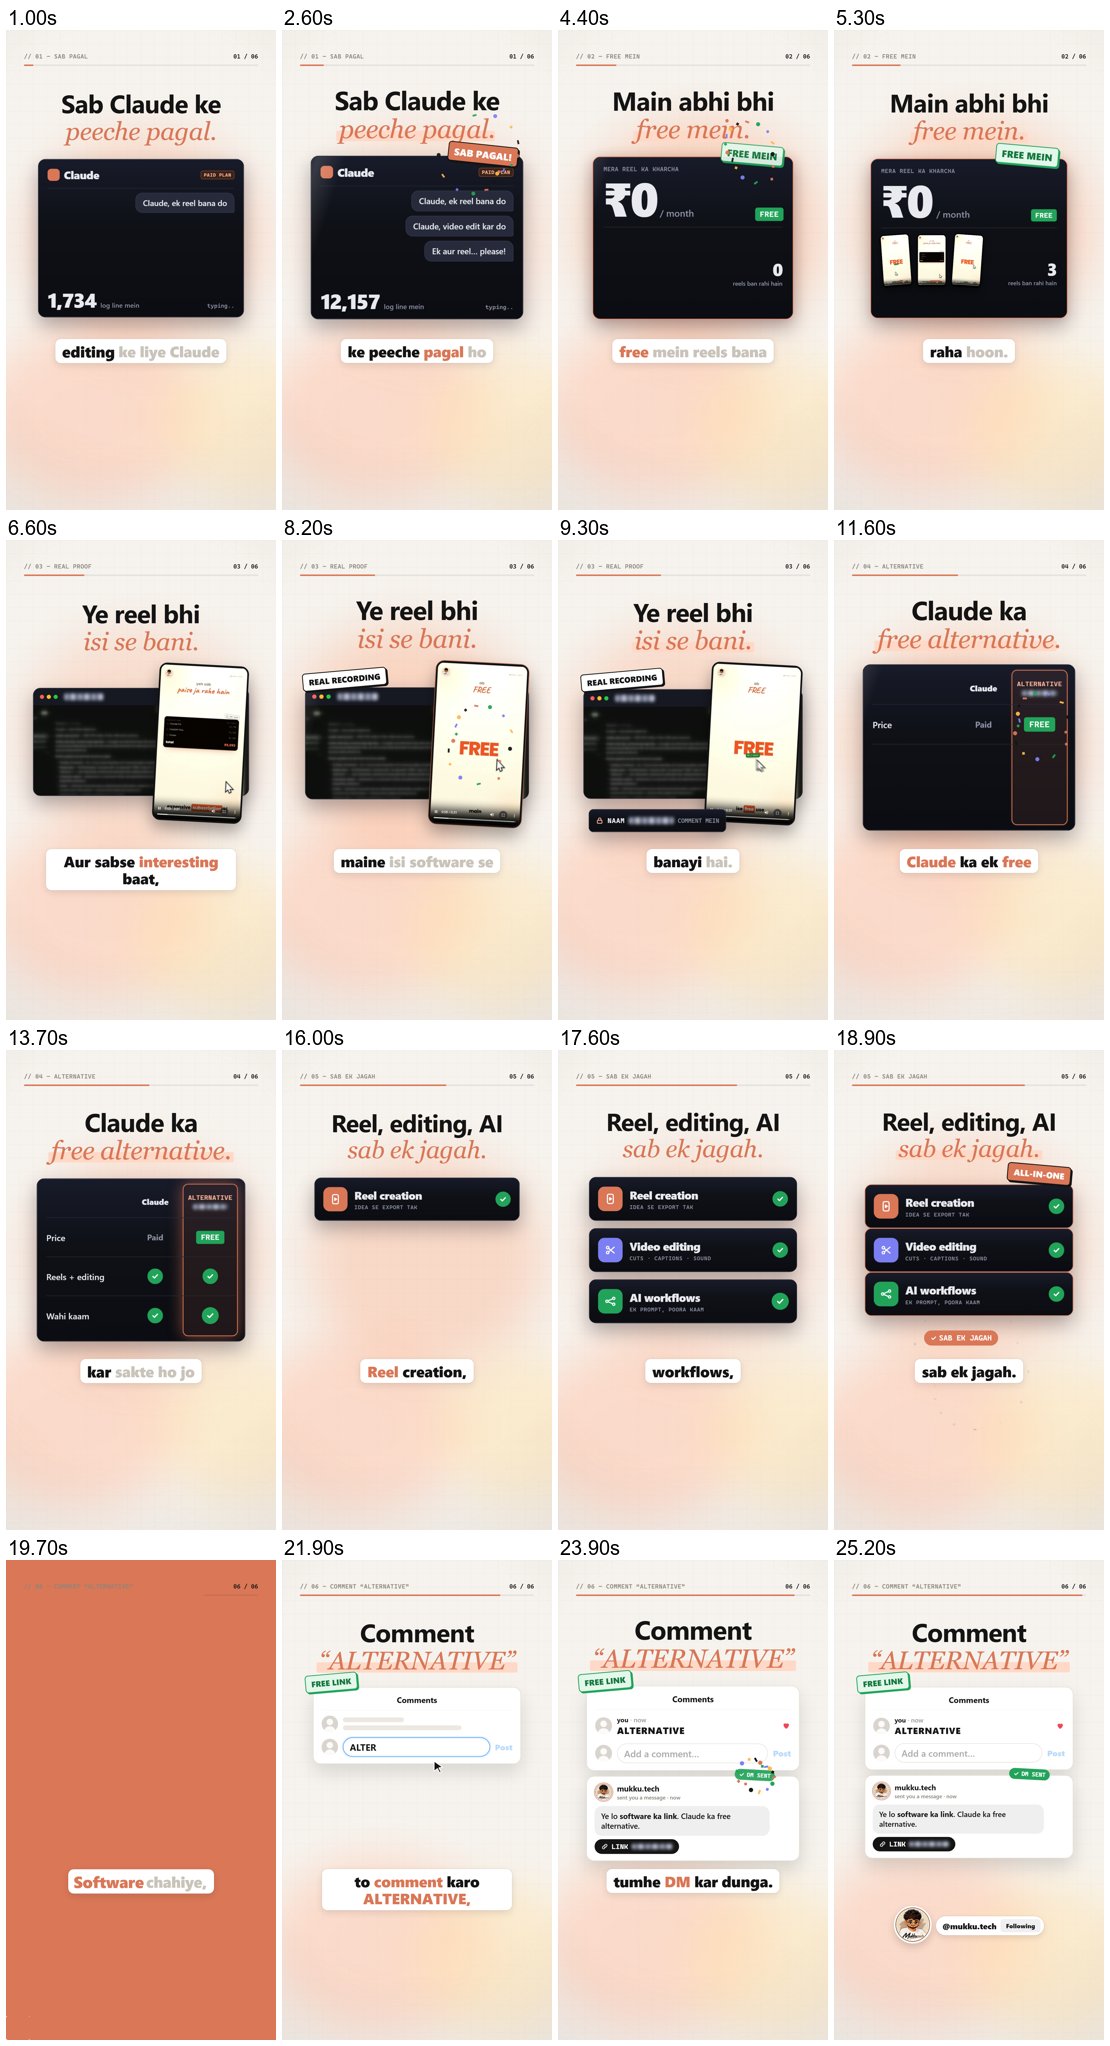 1.00s
// 01 – SAB PAGAL
01 / 06
Sab Claude ke
peeche pagal.
Claude
PAID PLAN
Claude, ek reel bana do
1,734 log line mein
typing..
editing ke liye Claude
2.60s
// 01 – SAB PAGAL
01 / 06
Sab Claude ke
peeche pagal.
SAB PAGAL!
Claude
PAID PLAN
Claude, ek reel bana do
Claude, video edit kar do
Ek aur reel... please!
12,157 log line mein
typing..
ke peeche pagal ho
4.40s
// 02 – FREE MEIN
02 / 06
Main abhi bhi
free mein.
FREE MEIN
MERA REEL KA KHARCHA
₹0 / month
FREE
0
reels ban rahi hain
free mein reels bana
5.30s
// 02 – FREE MEIN
02 / 06
Main abhi bhi
free mein.
FREE MEIN
MERA REEL KA KHARCHA
₹0 / month
FREE
FREE
FREE
3
reels ban rahi hain
raha hoon.
6.60s
// 03 – REAL PROOF
03 / 06
Ye reel bhi
isi se bani.
paise ja rahe hain
Aur sabse interesting
baat,
8.20s
// 03 – REAL PROOF
03 / 06
Ye reel bhi
isi se bani.
REAL RECORDING
FREE
FREE
main
maine isi software se
9.30s
// 03 – REAL PROOF
03 / 06
Ye reel bhi
isi se bani.
REAL RECORDING
FREE
FREE
NAAM
COMMENT MEIN
banayi hai.
11.60s
// 04 – ALTERNATIVE
04 / 06
Claude ka
free alternative.
Claude
ALTERNATIVE
Price
Paid
FREE
Claude ka ek free
13.70s
// 04 – ALTERNATIVE
04 / 06
Claude ka
free alternative.
Claude
ALTERNATIVE
Price
Paid
FREE
Reels + editing
Wahi kaam
kar sakte ho jo
16.00s
// 05 – SAB EK JAGAH
05 / 06
Reel, editing, AI
sab ek jagah.
Reel creation
IDEA SE EXPORT TAK
Reel creation,
17.60s
// 05 – SAB EK JAGAH
05 / 06
Reel, editing, AI
sab ek jagah.
Reel creation
IDEA SE EXPORT TAK
Video editing
CUTS · CAPTIONS · SOUND
AI workflows
EK PROMPT, POORA KAAM
workflows,
18.90s
// 05 – SAB EK JAGAH
05 / 06
Reel, editing, AI
sab ek jagah.
ALL-IN-ONE
Reel creation
IDEA SE EXPORT TAK
Video editing
CUTS · CAPTIONS · SOUND
AI workflows
EK PROMPT, POORA KAAM
SAB EK JAGAH
sab ek jagah.
19.70s
// 06 – COMMENT "ALTERNATIVE"
06 / 06
Software chahiye,
21.90s
// 06 – COMMENT "ALTERNATIVE"
06 / 06
Comment
“ALTERNATIVE”
FREE LINK
Comments
ALTER
Post
to comment karo
ALTERNATIVE,
23.90s
// 06 – COMMENT "ALTERNATIVE"
06 / 06
Comment
“ALTERNATIVE”
FREE LINK
Comments
you · now
ALTERNATIVE
Add a comment...
Post
DM SENT
mukku.tech
sent you a message · now
Ye lo software ka link. Claude ka free
alternative.
LINK
tumhe DM kar dunga.
25.20s
// 06 – COMMENT "ALTERNATIVE"
06 / 06
Comment
“ALTERNATIVE”
FREE LINK
Comments
you · now
ALTERNATIVE
Add a comment...
Post
DM SENT
mukku.tech
sent you a message · now
Ye lo software ka link. Claude ka free
alternative.
LINK
@mukku.tech
Following